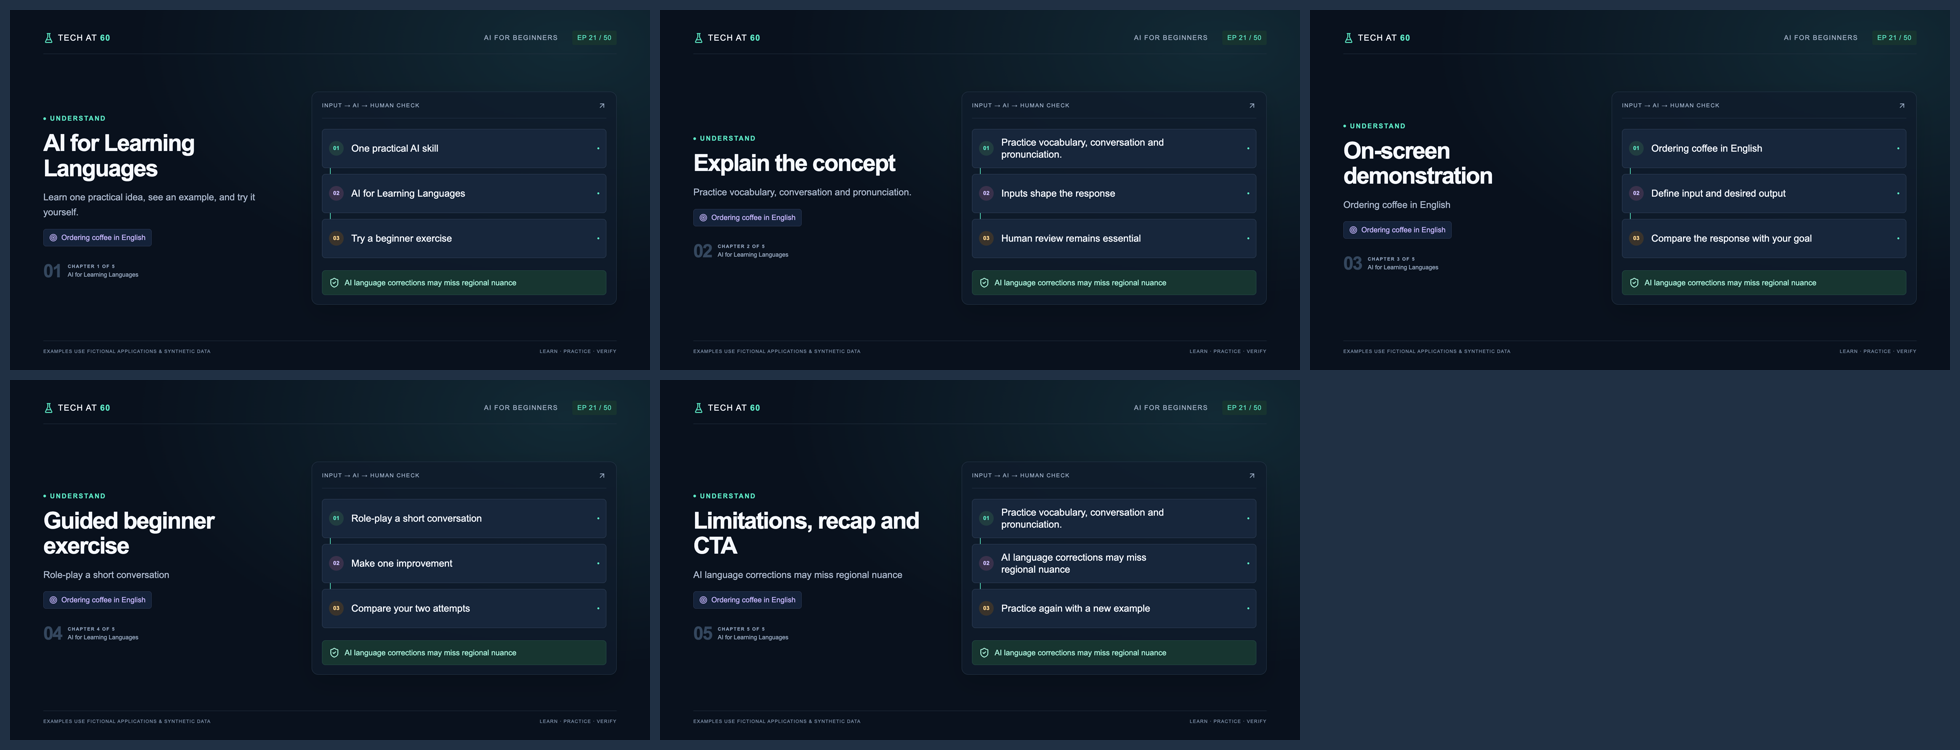 TECH AT 60
AI FOR BEGINNERS
EP 21 / 50
UNDERSTAND
AI for Learning
Languages
Learn one practical idea, see an example, and try it
yourself.
Ordering coffee in English
01
CHAPTER 1 OF 5
AI for Learning Languages
INPUT → AI → HUMAN CHECK
01
One practical AI skill
02
AI for Learning Languages
03
Try a beginner exercise
AI language corrections may miss regional nuance
EXAMPLES USE FICTIONAL APPLICATIONS & SYNTHETIC DATA
LEARN · PRACTICE · VERIFY
TECH AT 60
AI FOR BEGINNERS
EP 21 / 50
UNDERSTAND
Explain the concept
Practice vocabulary, conversation and pronunciation.
Ordering coffee in English
02
CHAPTER 2 OF 5
AI for Learning Languages
INPUT → AI → HUMAN CHECK
01
Practice vocabulary, conversation and
pronunciation.
02
Inputs shape the response
03
Human review remains essential
AI language corrections may miss regional nuance
EXAMPLES USE FICTIONAL APPLICATIONS & SYNTHETIC DATA
LEARN · PRACTICE · VERIFY
TECH AT 60
AI FOR BEGINNERS
EP 21 / 50
UNDERSTAND
On-screen
demonstration
Ordering coffee in English
Ordering coffee in English
03
CHAPTER 3 OF 5
AI for Learning Languages
INPUT → AI → HUMAN CHECK
01
Ordering coffee in English
02
Define input and desired output
03
Compare the response with your goal
AI language corrections may miss regional nuance
EXAMPLES USE FICTIONAL APPLICATIONS & SYNTHETIC DATA
LEARN · PRACTICE · VERIFY
TECH AT 60
AI FOR BEGINNERS
EP 21 / 50
UNDERSTAND
Guided beginner
exercise
Role-play a short conversation
Ordering coffee in English
04
CHAPTER 4 OF 5
AI for Learning Languages
INPUT → AI → HUMAN CHECK
01
Role-play a short conversation
02
Make one improvement
03
Compare your two attempts
AI language corrections may miss regional nuance
EXAMPLES USE FICTIONAL APPLICATIONS & SYNTHETIC DATA
LEARN · PRACTICE · VERIFY
TECH AT 60
AI FOR BEGINNERS
EP 21 / 50
UNDERSTAND
Limitations, recap and
CTA
AI language corrections may miss regional nuance
Ordering coffee in English
05
CHAPTER 5 OF 5
AI for Learning Languages
INPUT → AI → HUMAN CHECK
01
Practice vocabulary, conversation and
pronunciation.
02
AI language corrections may miss
regional nuance
03
Practice again with a new example
AI language corrections may miss regional nuance
EXAMPLES USE FICTIONAL APPLICATIONS & SYNTHETIC DATA
LEARN · PRACTICE · VERIFY